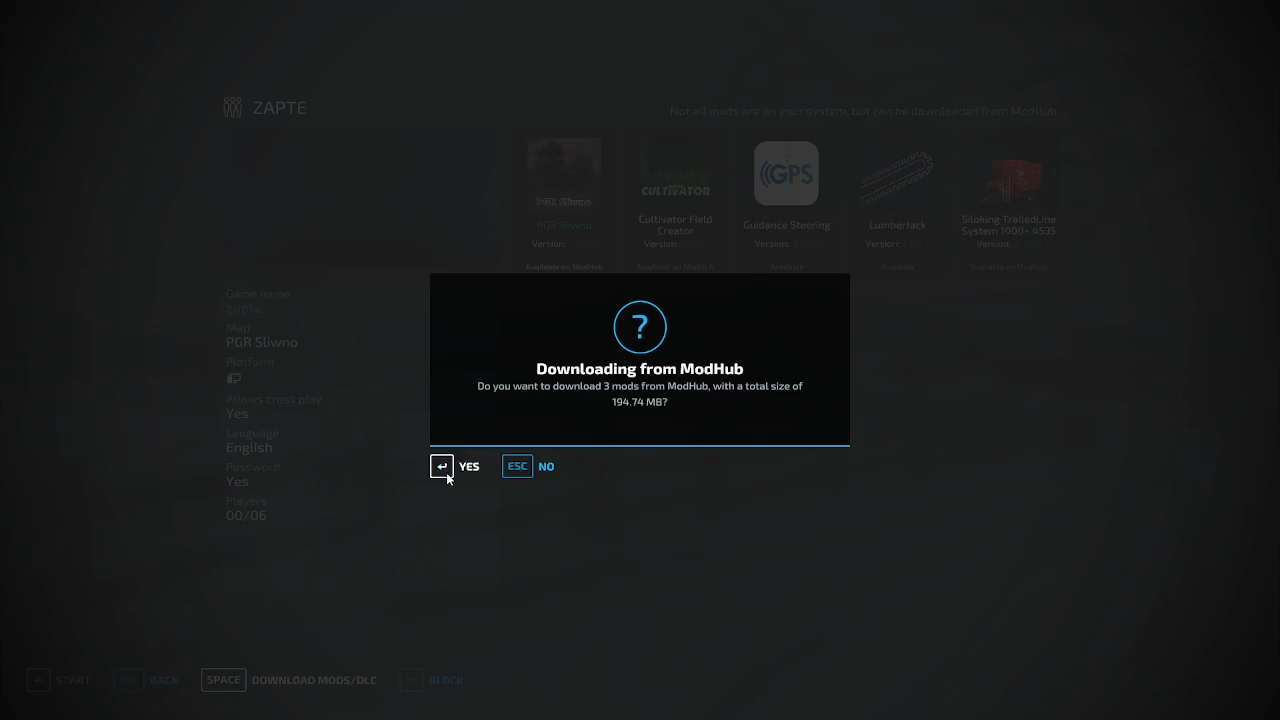 ZAPTE
Not all mods are on your system, but can be downloaded from ModHub
CULTIVATOR
GPS
PGR Sliwno
Cultivator Field
Creator
Guidance Steering
LumberJack
Siloking TrailedLine
System 1000+ 4535
Version:
Version:
Version:
Version:
Version:
Available on ModHub
Available on ModHub
Available
Available
Available on ModHub
Game name
zapte
Map
PGR Sliwno
Platform
Allows cross play
Yes
Language
English
Password
Yes
Players
00/06
?
Downloading from ModHub
Do you want to download 3 mods from ModHub, with a total size of
194.74 MB?
YES ESC NO
START ESC BACK SPACE DOWNLOAD MODS/DLC BLOCK